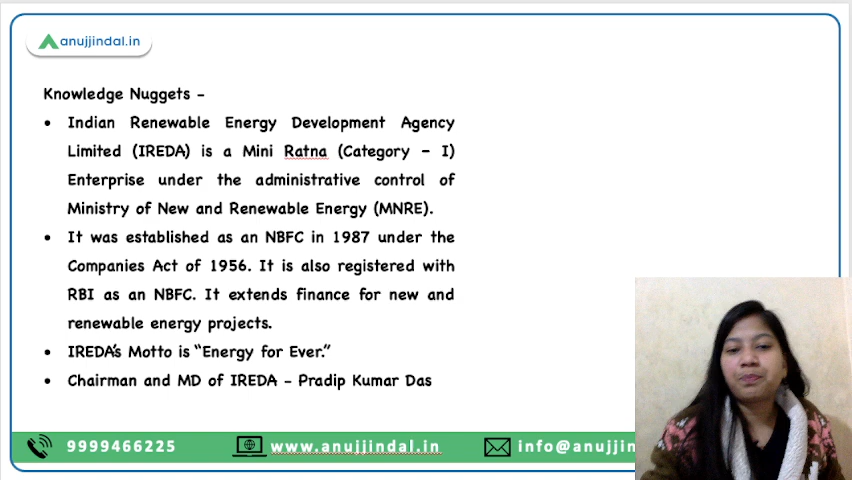 anujjindal.in
Knowledge Nuggets -
• Indian Renewable Energy Development Agency
Limited (IREDA) is a Mini Ratna (Category - I)
Enterprise under the administrative control of
Ministry of New and Renewable Energy (MNRE).
• It was established as an NBFC in 1987 under the
Companies Act of 1956. It is also registered with
RBI as an NBFC. It extends finance for new and
renewable energy projects.
• IREDA's Motto is "Energy for Ever."
• Chairman and MD of IREDA - Pradip Kumar Das
9999466225 www.anujjindal.in info@anujjin